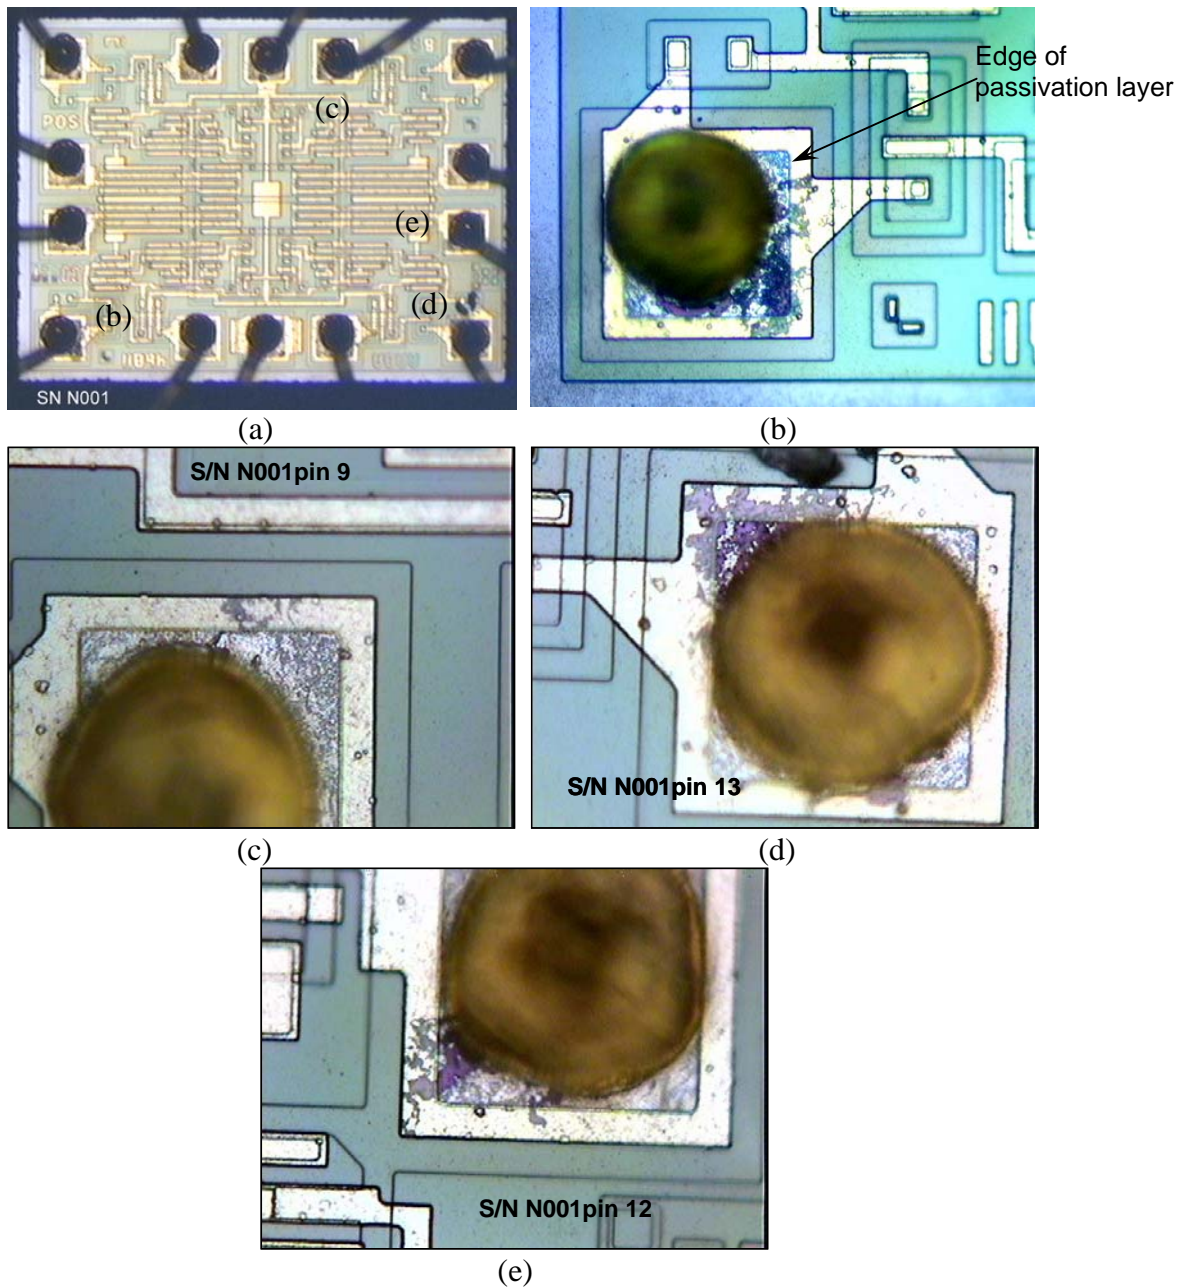 (c)
POS
(e)
(d)
(b)
SN N001
(a)
Edge of
passivation layer
(b)
S/N N001pin 9
(c)
S/N N001pin 13
(d)
S/N N001pin 12
(e)